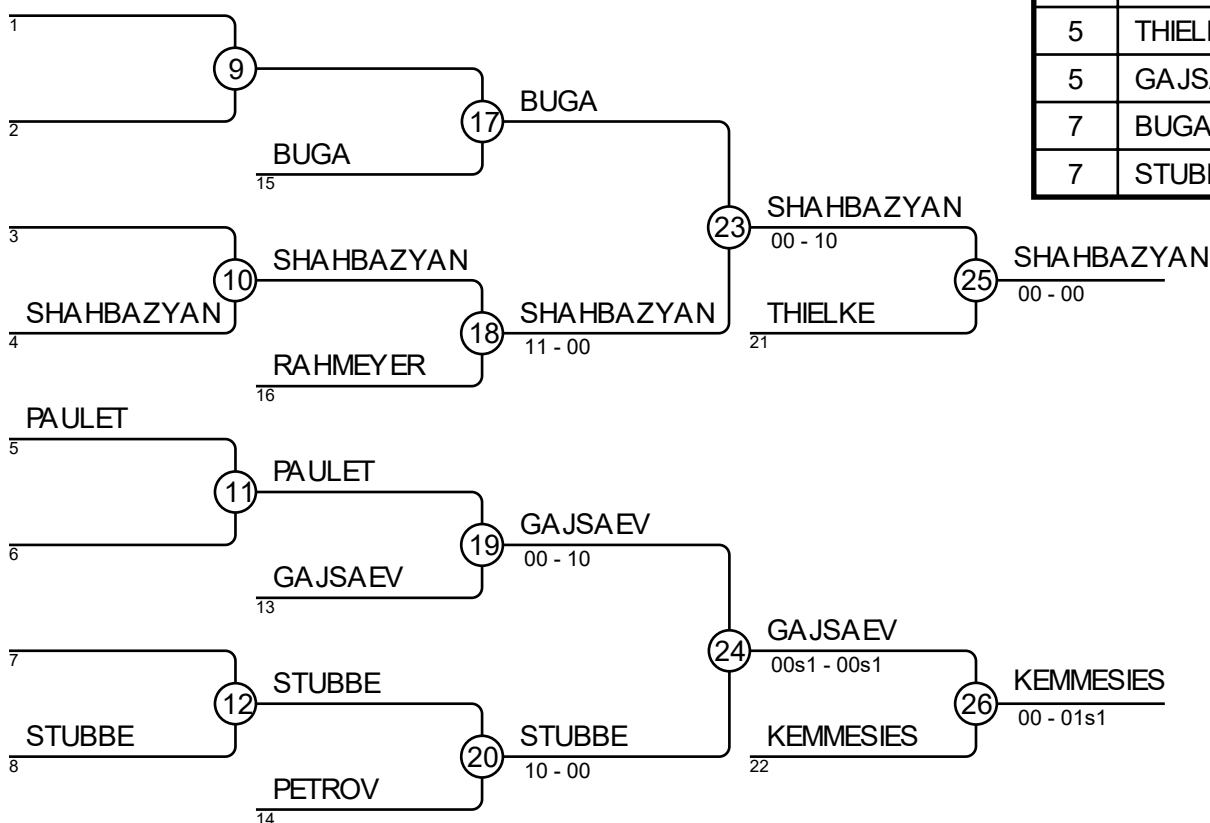 1
9
2
BUGA
15
17
BUGA
3
10
SHAHBAZYAN
4
SHAHBAZYAN
RAHMEYER
16
18
SHAHBAZYAN
11 - 00
23
SHAHBAZYAN
00 - 10
THIELKE
21
25
SHAHBAZYAN
00 - 00
PAULET
5
11
6
PAULET
GAJSAEV
13
19
GAJSAEV
00 - 10
7
12
STUBBE
8
STUBBE
PETROV
14
20
STUBBE
10 - 00
24
GAJSAEV
00s1 - 00s1
KEMMESIES
22
26
KEMMESIES
00 - 01s1
5
5
7 BUGA
7